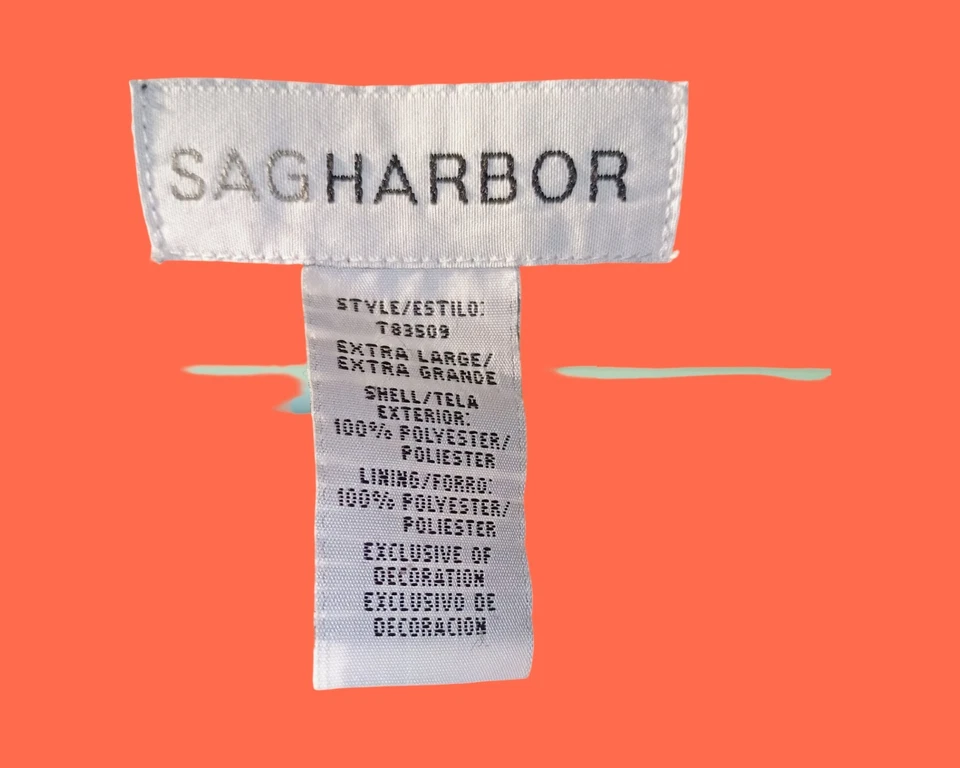 SAGHARBOR
STYLE/ESTILO:
T83509
EXTRA LARGE/
EXTRA GRANDE
SHELL/TELA
EXTERIOR:
100% POLYESTER/
POLIESTER
LINING/FORRO:
100% POLYESTER/
POLIESTER
EXCLUSIVE OF
DECORATION
EXCLUSIVO DE
DECORACION